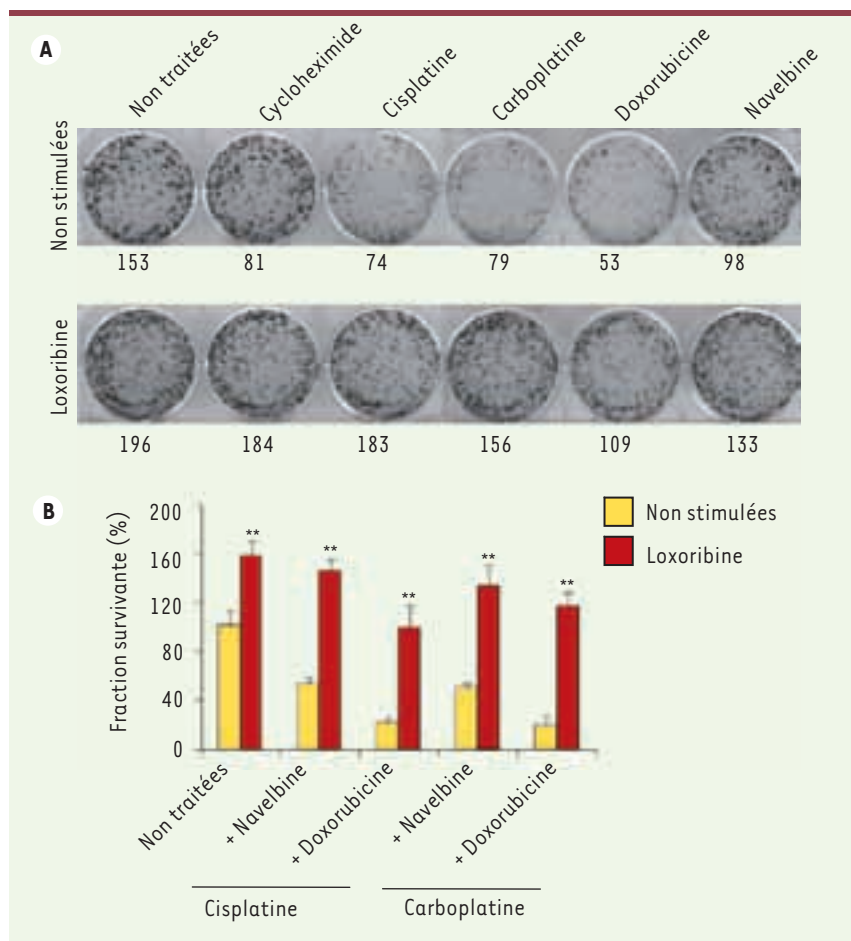 A
Non traitées
Cycloheximide
Cisplatine
Carboplatine
Doxorubicine
Navelbine
Non stimulées
153 81 74 79 53 98
Loxoribine
196 184 183 156 109 133
B
Fraction survivante (%)
200
160
120
80
40
0
** ** ** ** **
Non stimulées
Loxoribine
Non traitées
+ Navelbine
+ Doxorubicine
+ Navelbine
+ Doxorubicine
Cisplatine
Carboplatine